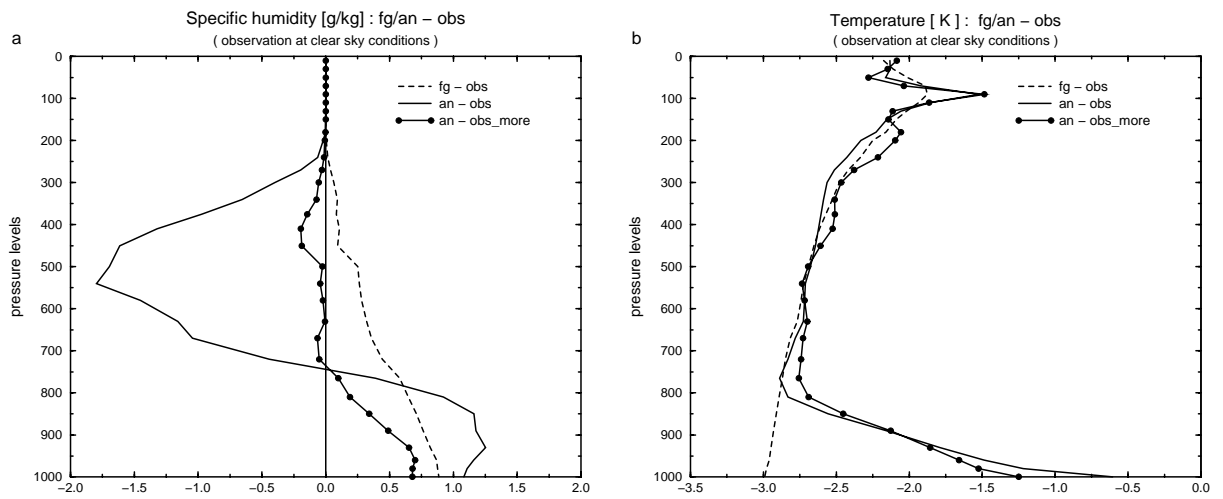 Specific humidity [g/kg] : fg/an − obs
a
( observation at clear sky conditions )
0
100
200
300
400
500
600
700
800
900
1000
pressure levels
fg − obs
an − obs
an − obs_more
−2.0 −1.5 −1.0 −0.5 0.0 0.5 1.0 1.5 2.0
Temperature [ K ] : fg/an − obs
b
( observation at clear sky conditions )
0
100
200
300
400
500
600
700
800
900
1000
pressure levels
fg − obs
an − obs
an − obs_more
−3.5 −3.0 −2.5 −2.0 −1.5 −1.0 −0.5 0.0